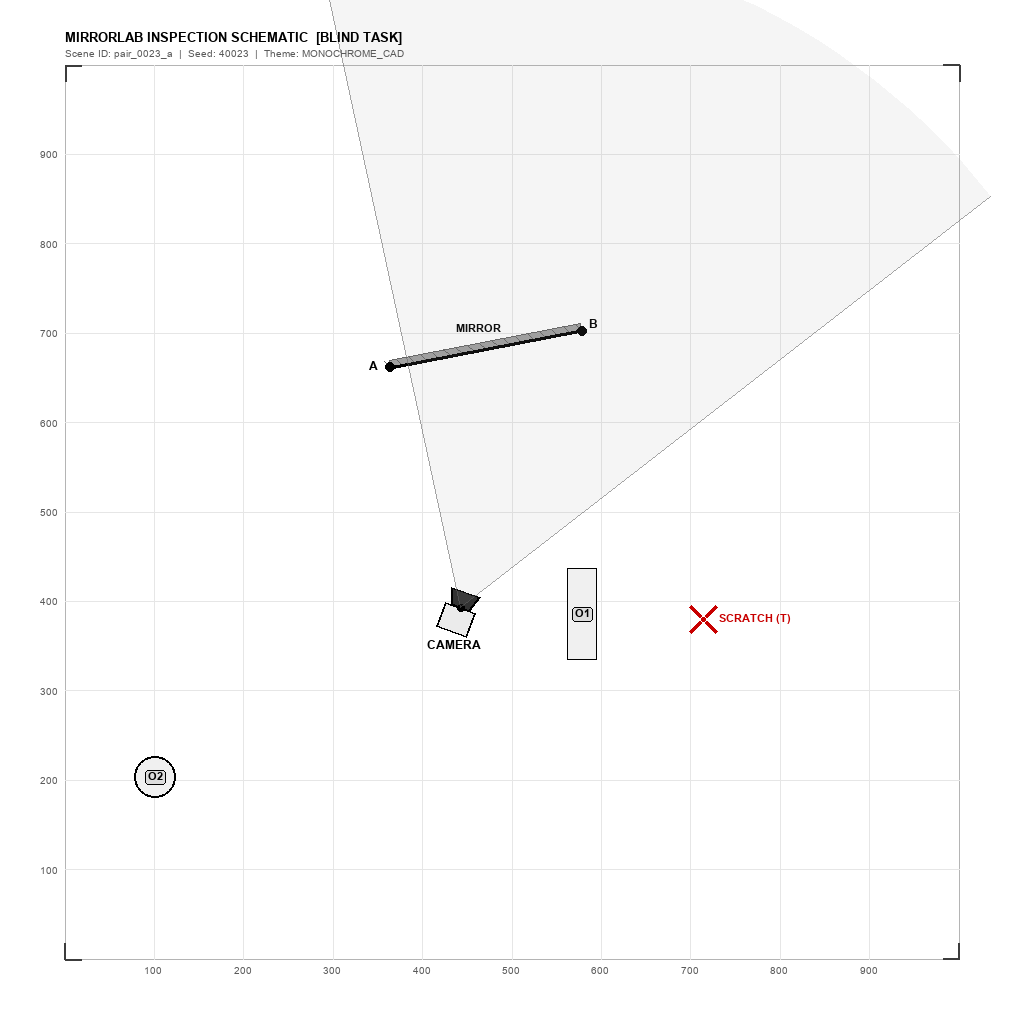 MIRRORLAB INSPECTION SCHEMATIC [BLIND TASK]
Scene ID: pair_0023_a | Seed: 40023 | Theme: MONOCHROME_CAD
900
800
700
600
500
400
300
200
100
MIRROR
B
A
O1
SCRATCH (T)
CAMERA
O2
100
200
300
400
500
600
700
800
900